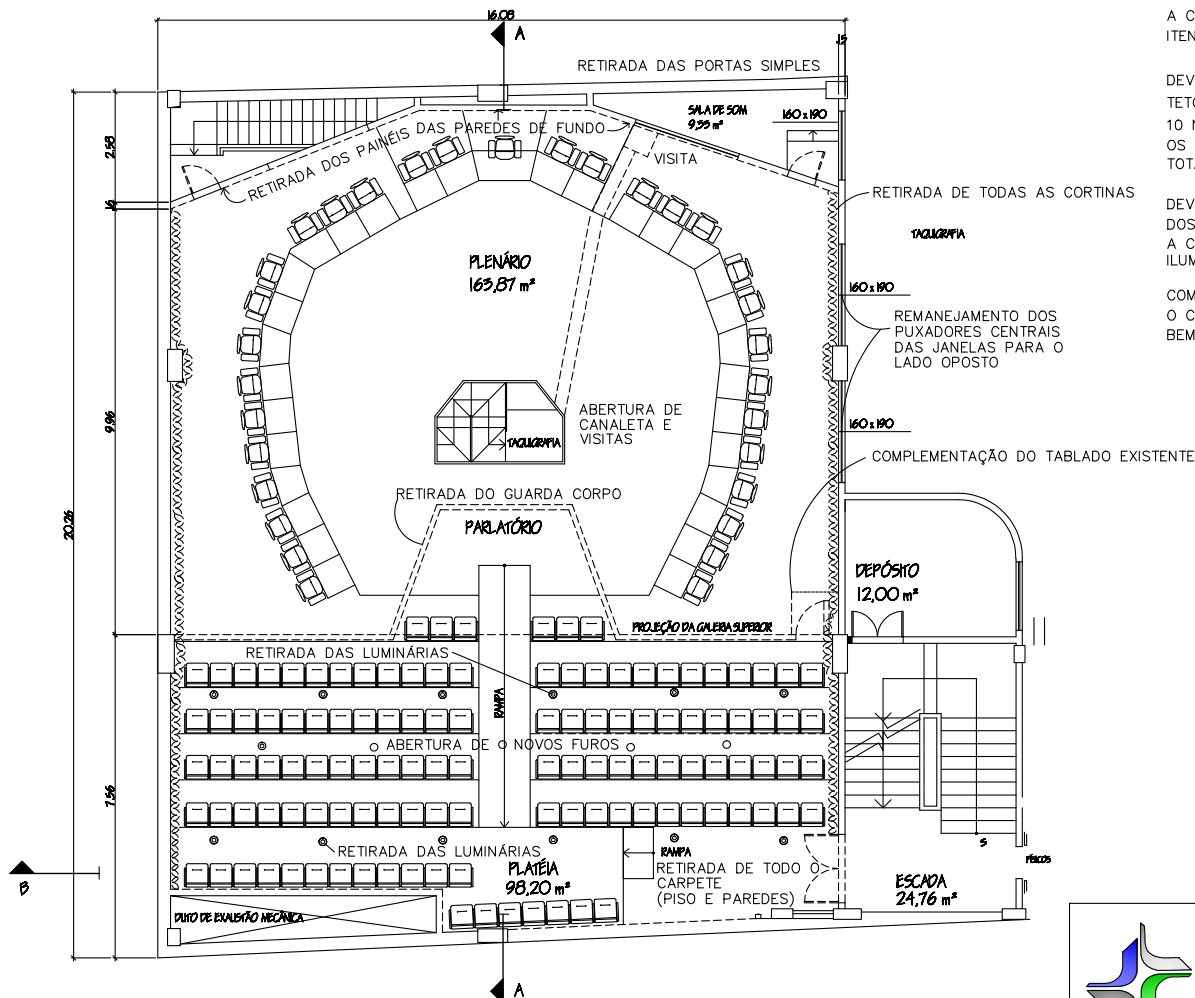 16.08
A
15
RETIRADA DAS PORTAS SIMPLES
A C
ITEN
SALA DE SOM
9,35 m²
160 x 190
DEV
TETO
10 N
OS
TOTA
2.58
RETIRADA DOS PAINÉIS DAS PAREDES DE FUNDO
VISITA
RETIRADA DE TODAS AS CORTINAS
DEV
DOS
A C
ILUM
16
TAQUIGRAFIA
PLENÁRIO
163,87 m²
160 x 190
COM
O C
BEM
REMANEJAMENTO DOS
PUXADORES CENTRAIS
DAS JANELAS PARA O
LADO OPOSTO
9.96
20.26
ABERTURA DE
CANALETA E
VISITAS
TAQUIGRAFIA
160 x 190
COMPLEMENTAÇÃO DO TABLADO EXISTENTE
RETIRADA DO GUARDA CORPO
PARLATÓRIO
DEPÓSITO
12,00 m²
PROJEÇÃO DA GALERIA SUPERIOR
RETIRADA DAS LUMINÁRIAS
RAMPA
ABERTURA DE NOVOS FUROS
7.56
RETIRADA DAS LUMINÁRIAS
RAMPA
S
B
PLATÉIA
98,20 m²
RETIRADA DE TODO O
CARPETE
(PISO E PAREDES)
ESCADA
24,76 m²
DUTO DE EXAUSTÃO MECÂNICA
A